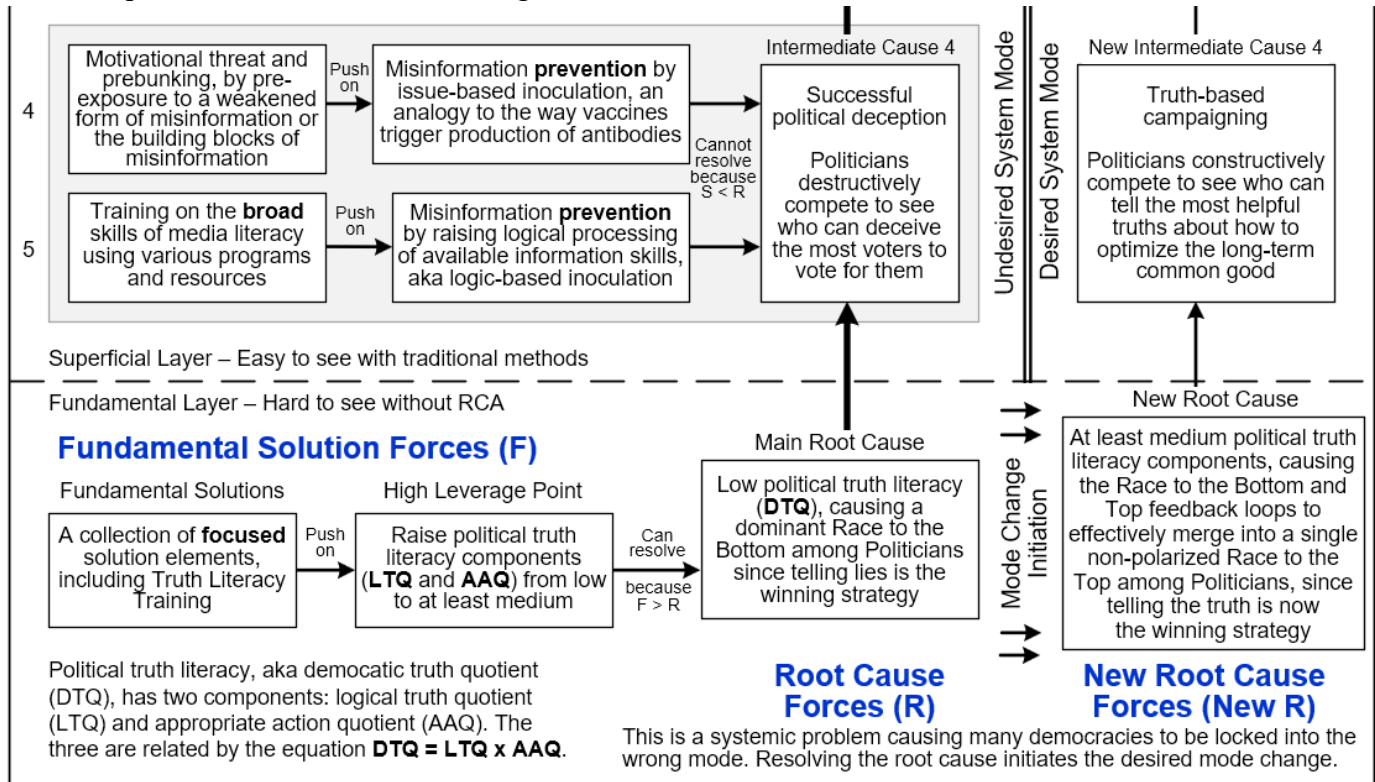 4
Motivational threat and
prebunking, by pre-
exposure to a weakened
form of misinformation or
the building blocks of
misinformation
Push
on
Misinformation prevention by
issue-based inoculation, an
analogy to the way vaccines
trigger production of antibodies
5
Training on the broad
skills of media literacy
using various programs
and resources
Push
on
Misinformation prevention
by raising logical processing
of available information skills,
aka logic-based inoculation
Cannot
resolve
because
S < R
Intermediate Cause 4
Successful
political deception
Politicians
destructively
compete to see
who can deceive
the most voters to
vote for them
Undesired System Mode
Desired System Mode
New Intermediate Cause 4
Truth-based
campaigning
Politicians constructively
compete to see who can
tell the most helpful
truths about how to
optimize the long-term
common good
Superficial Layer – Easy to see with traditional methods
Fundamental Layer – Hard to see without RCA
Fundamental Solution Forces (F)
Fundamental Solutions
A collection of focused
solution elements,
including Truth Literacy
Training
Push
on
High Leverage Point
Raise political truth
literacy components
(LTQ and AAQ) from low
to at least medium
Can
resolve
because
F > R
Main Root Cause
Low political truth literacy
(DTQ), causing a
dominant Race to the
Bottom among Politicians
since telling lies is the
winning strategy
Mode Change
Initiation
New Root Cause
At least medium political truth
literacy components, causing
the Race to the Bottom and
Top feedback loops to
effectively merge into a single
non-polarized Race to the
Top among Politicians, since
telling the truth is now
the winning strategy
Political truth literacy, aka democatic truth quotient
(DTQ), has two components: logical truth quotient
(LTQ) and appropriate action quotient (AAQ). The
three are related by the equation DTQ = LTQ x AAQ.
Root Cause
Forces (R)
New Root Cause
Forces (New R)
This is a systemic problem causing many democracies to be locked into the
wrong mode. Resolving the root cause initiates the desired mode change.